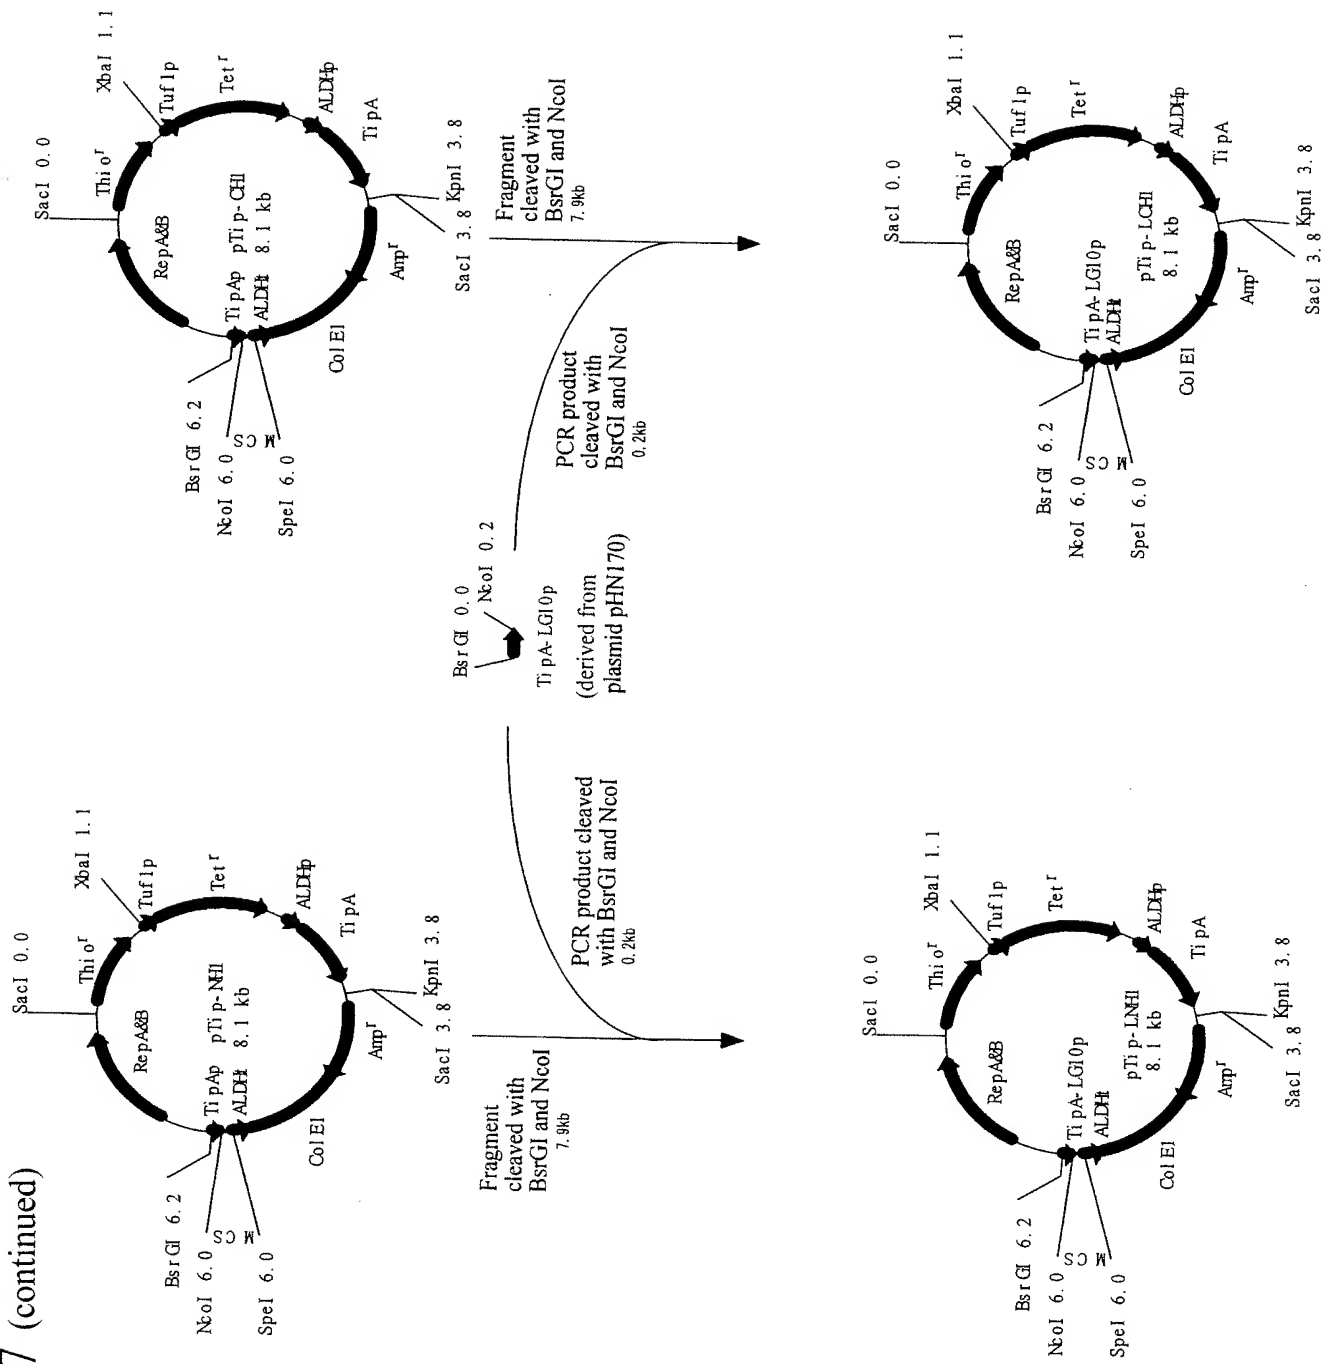 7 (continued)
SacI 0.0
XbaI 1.1
Thio^r
Tuf1p
Tet^r
ALDHp
TipA
KpnI 3.8
SacI 3.8
Amp^r
ColE1
RepA&B
TipAp
ALDHt
pTip-NH1
8.1 kb
BsrGI 6.2
NcoI 6.0
MCS
SpeI 6.0
SacI 0.0
XbaI 1.1
Thio^r
Tuf1p
Tet^r
ALDHp
TipA
KpnI 3.8
SacI 3.8
Amp^r
ColE1
RepA&B
TipAp
ALDHt
pTip-CH1
8.1 kb
BsrGI 6.2
NcoI 6.0
MCS
SpeI 6.0
BsrGI 0.0
NcoI 0.2
TipA-LG10p
(derived from
plasmid pHN170)
Fragment
cleaved with
BsrGI and NcoI
7.9kb
PCR product cleaved
with BsrGI and NcoI
0.2kb
PCR product
cleaved with
BsrGI and NcoI
0.2kb
Fragment
cleaved with
BsrGI and NcoI
7.9kb
SacI 0.0
XbaI 1.1
Thio^r
Tuf1p
Tet^r
ALDHp
TipA
KpnI 3.8
SacI 3.8
Amp^r
ColE1
RepA&B
TipA-LG10p
ALDHt
pTip-LNH1
8.1 kb
BsrGI 6.2
NcoI 6.0
MCS
SpeI 6.0
SacI 0.0
XbaI 1.1
Thio^r
Tuf1p
Tet^r
ALDHp
TipA
KpnI 3.8
SacI 3.8
Amp^r
ColE1
RepA&B
TipA-LG10p
ALDHt
pTip-LCH1
8.1 kb
BsrGI 6.2
NcoI 6.0
MCS
SpeI 6.0